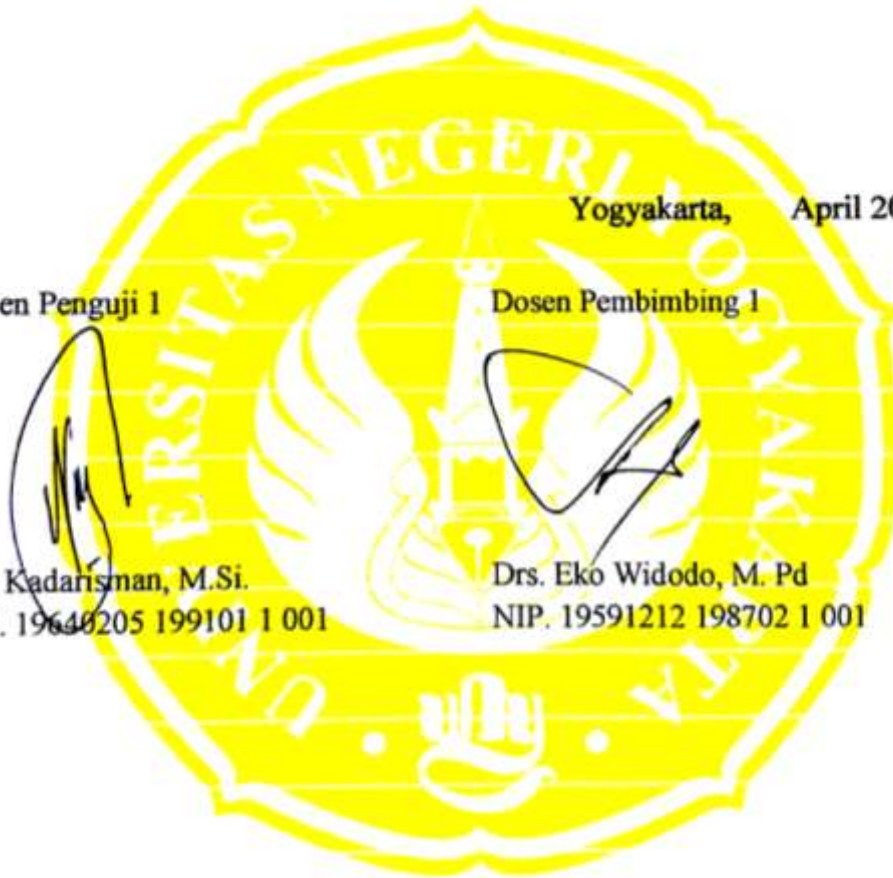 UNIVERSITAS NEGERI YOGYAKARTA
Yogyakarta, April 20
en Penguji 1 Dosen Pembimbing 1
Kadarisman, M.Si. Drs. Eko Widodo, M. Pd
. 19640205 199101 1 001 NIP. 19591212 198702 1 001